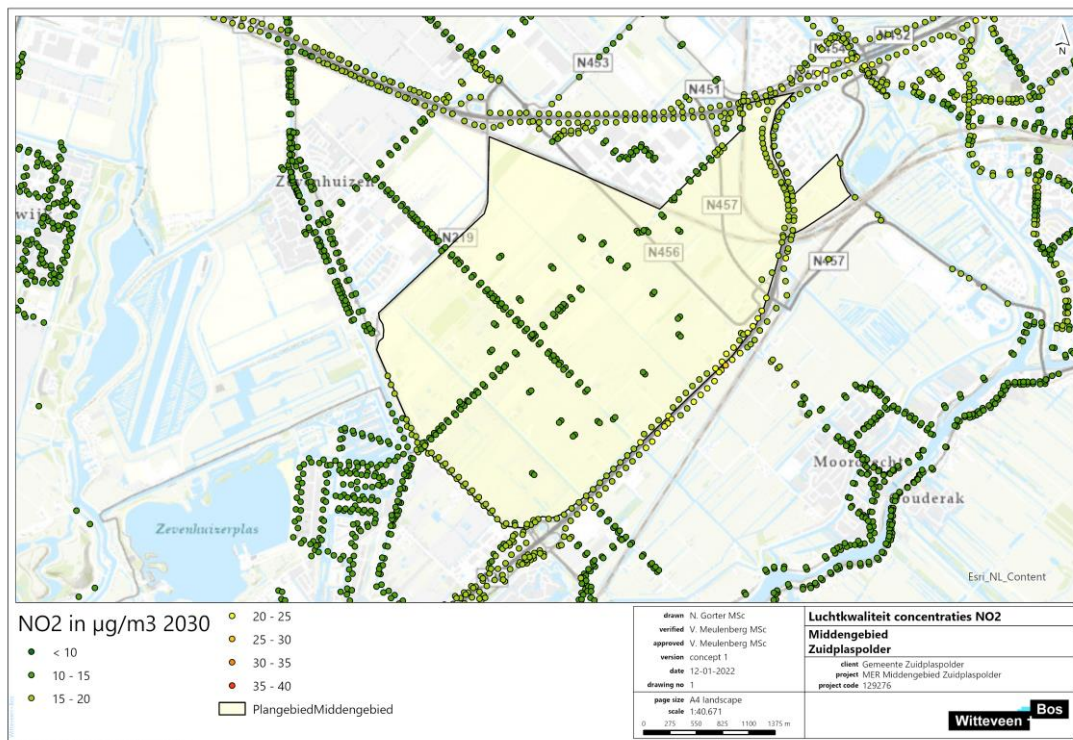 N453
N451
N
Zevenhuizen
N457
N219
N456
N457
Zevenhuizerplas
Esri_NL_Content
NO2 in µg/m3 2030
< 10
10 - 15
15 - 20
20 - 25
25 - 30
30 - 35
35 - 40
PlangebiedMiddengebied
drawn N. Gorter MSc
verified V. Meulenberg MSc
approved V. Meulenberg MSc
version concept 1
date 12-01-2022
drawing no 1
page size A4 landscape
scale 1:40.671
0 275 550 825 1100 1375 m
Luchtkwaliteit concentraties NO2
Middengebied
Zuidplaspolder
client Gemeente Zuidplaspolder
project MER Middengebied Zuidplaspolder
project code 129276
Witteveen + Bos